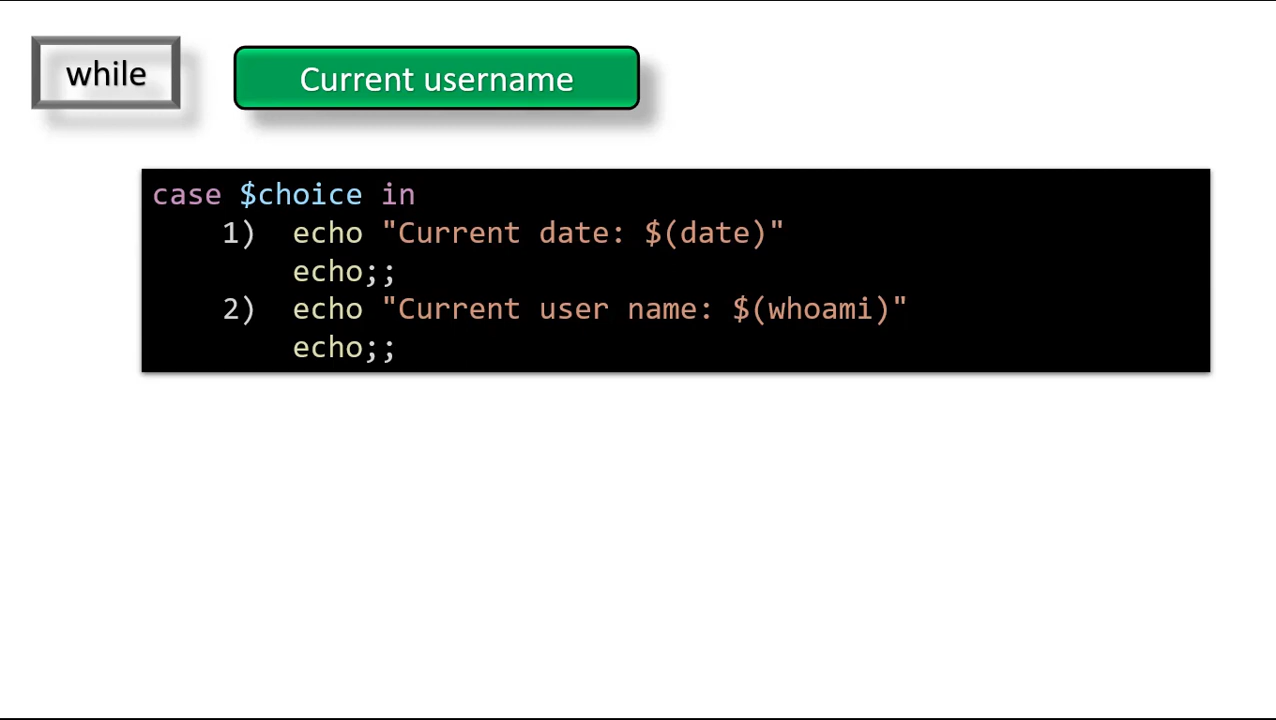 while
Current username
case $choice in
    1)  echo "Current date: $(date)"
        echo;;
    2)  echo "Current user name: $(whoami)"
        echo;;